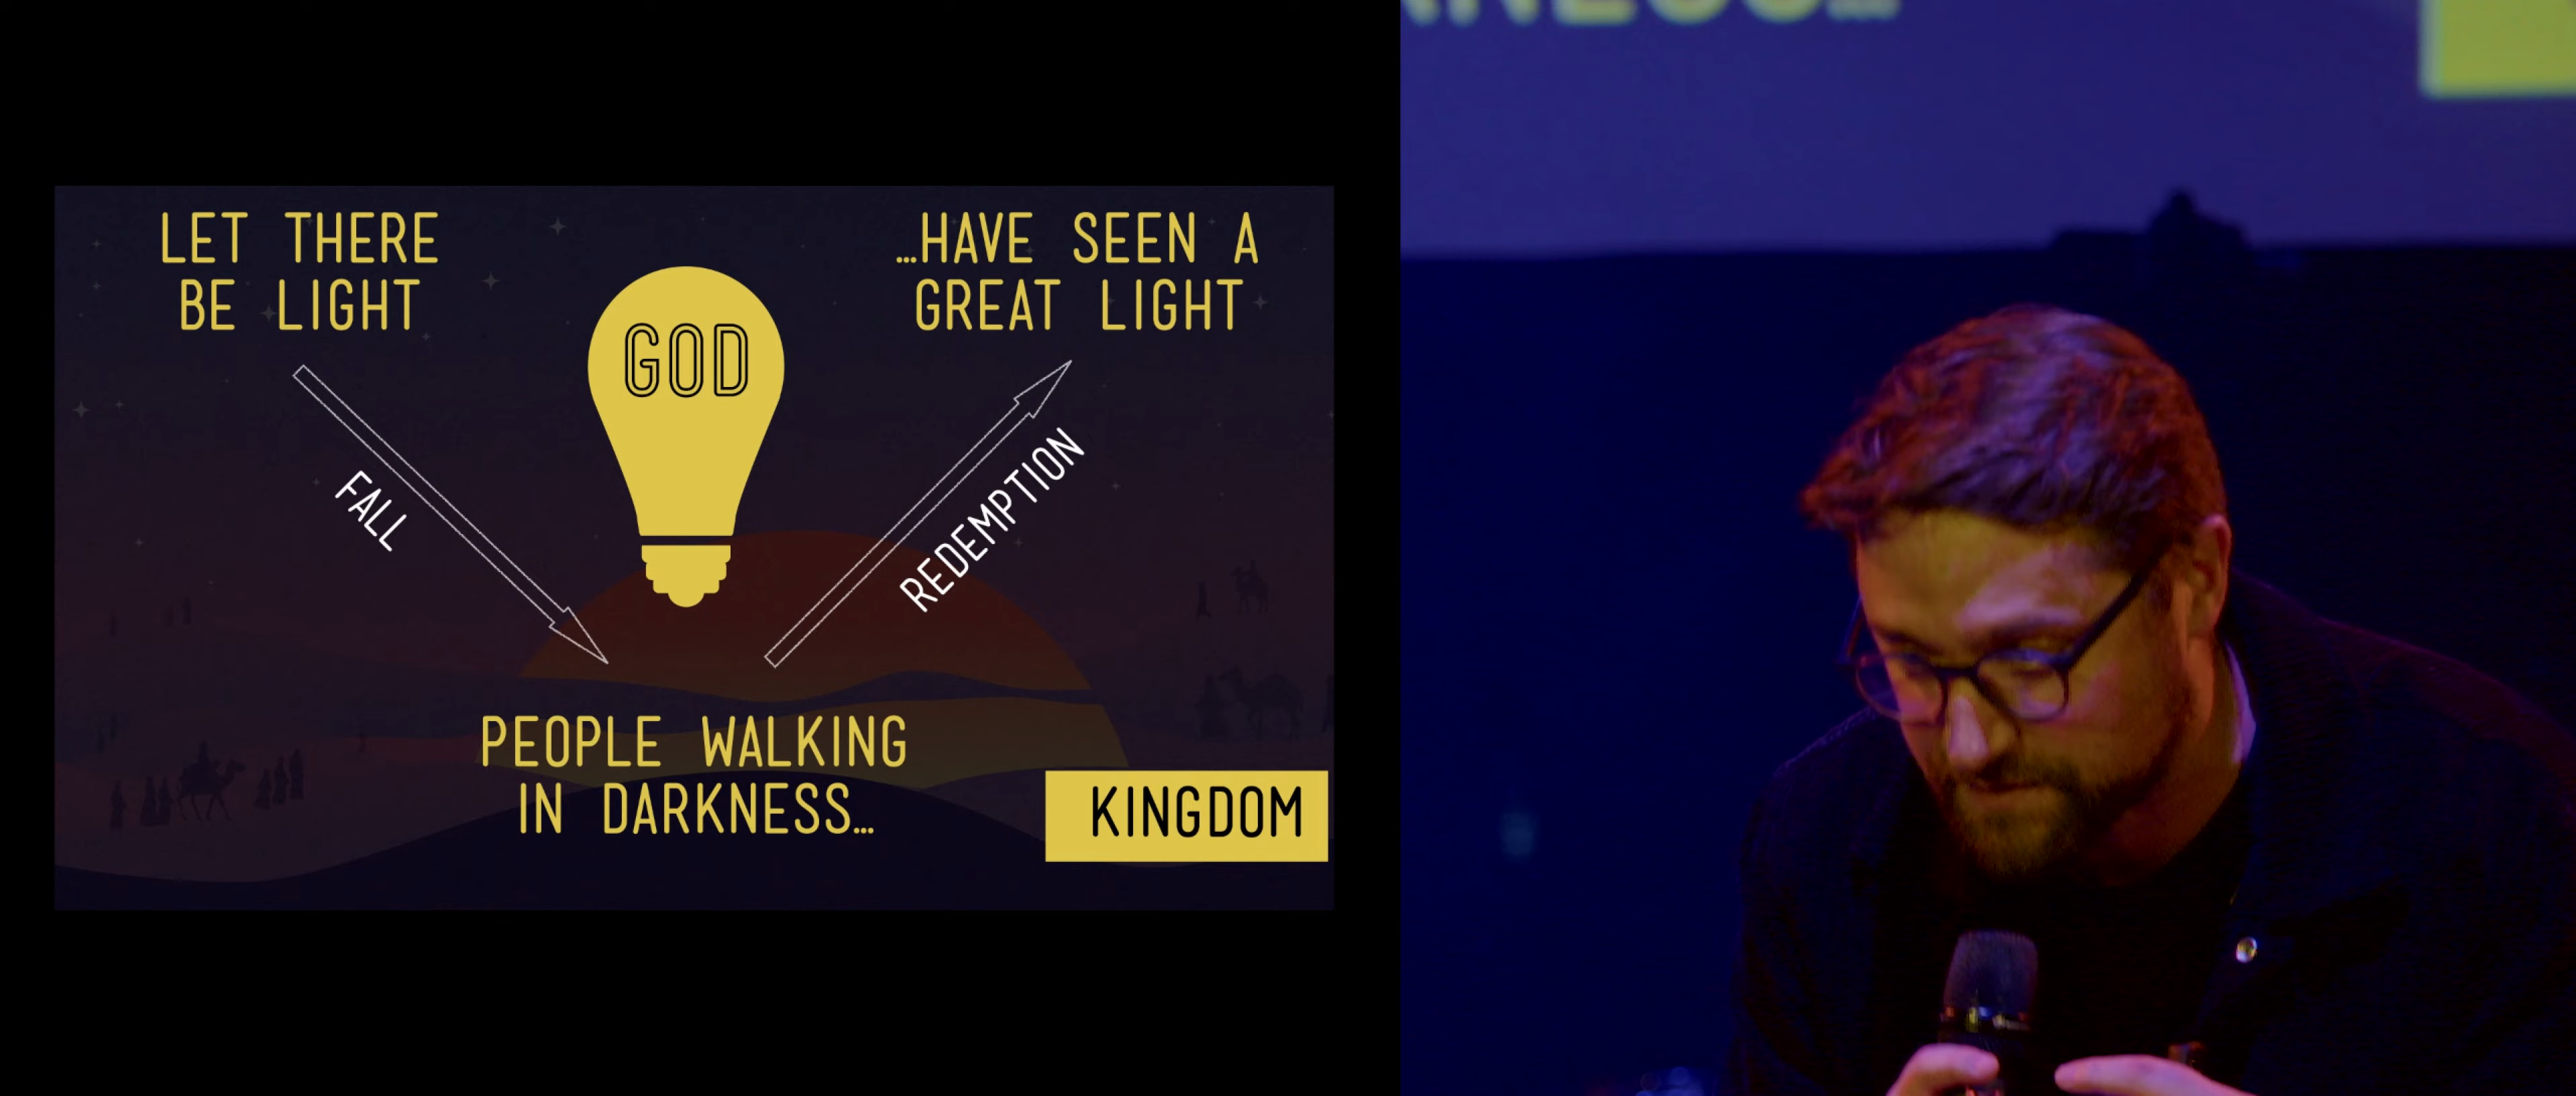 LET THERE
BE LIGHT
GOD
...HAVE SEEN A
GREAT LIGHT
FALL
REDEMPTION
PEOPLE WALKING
IN DARKNESS...
KINGDOM